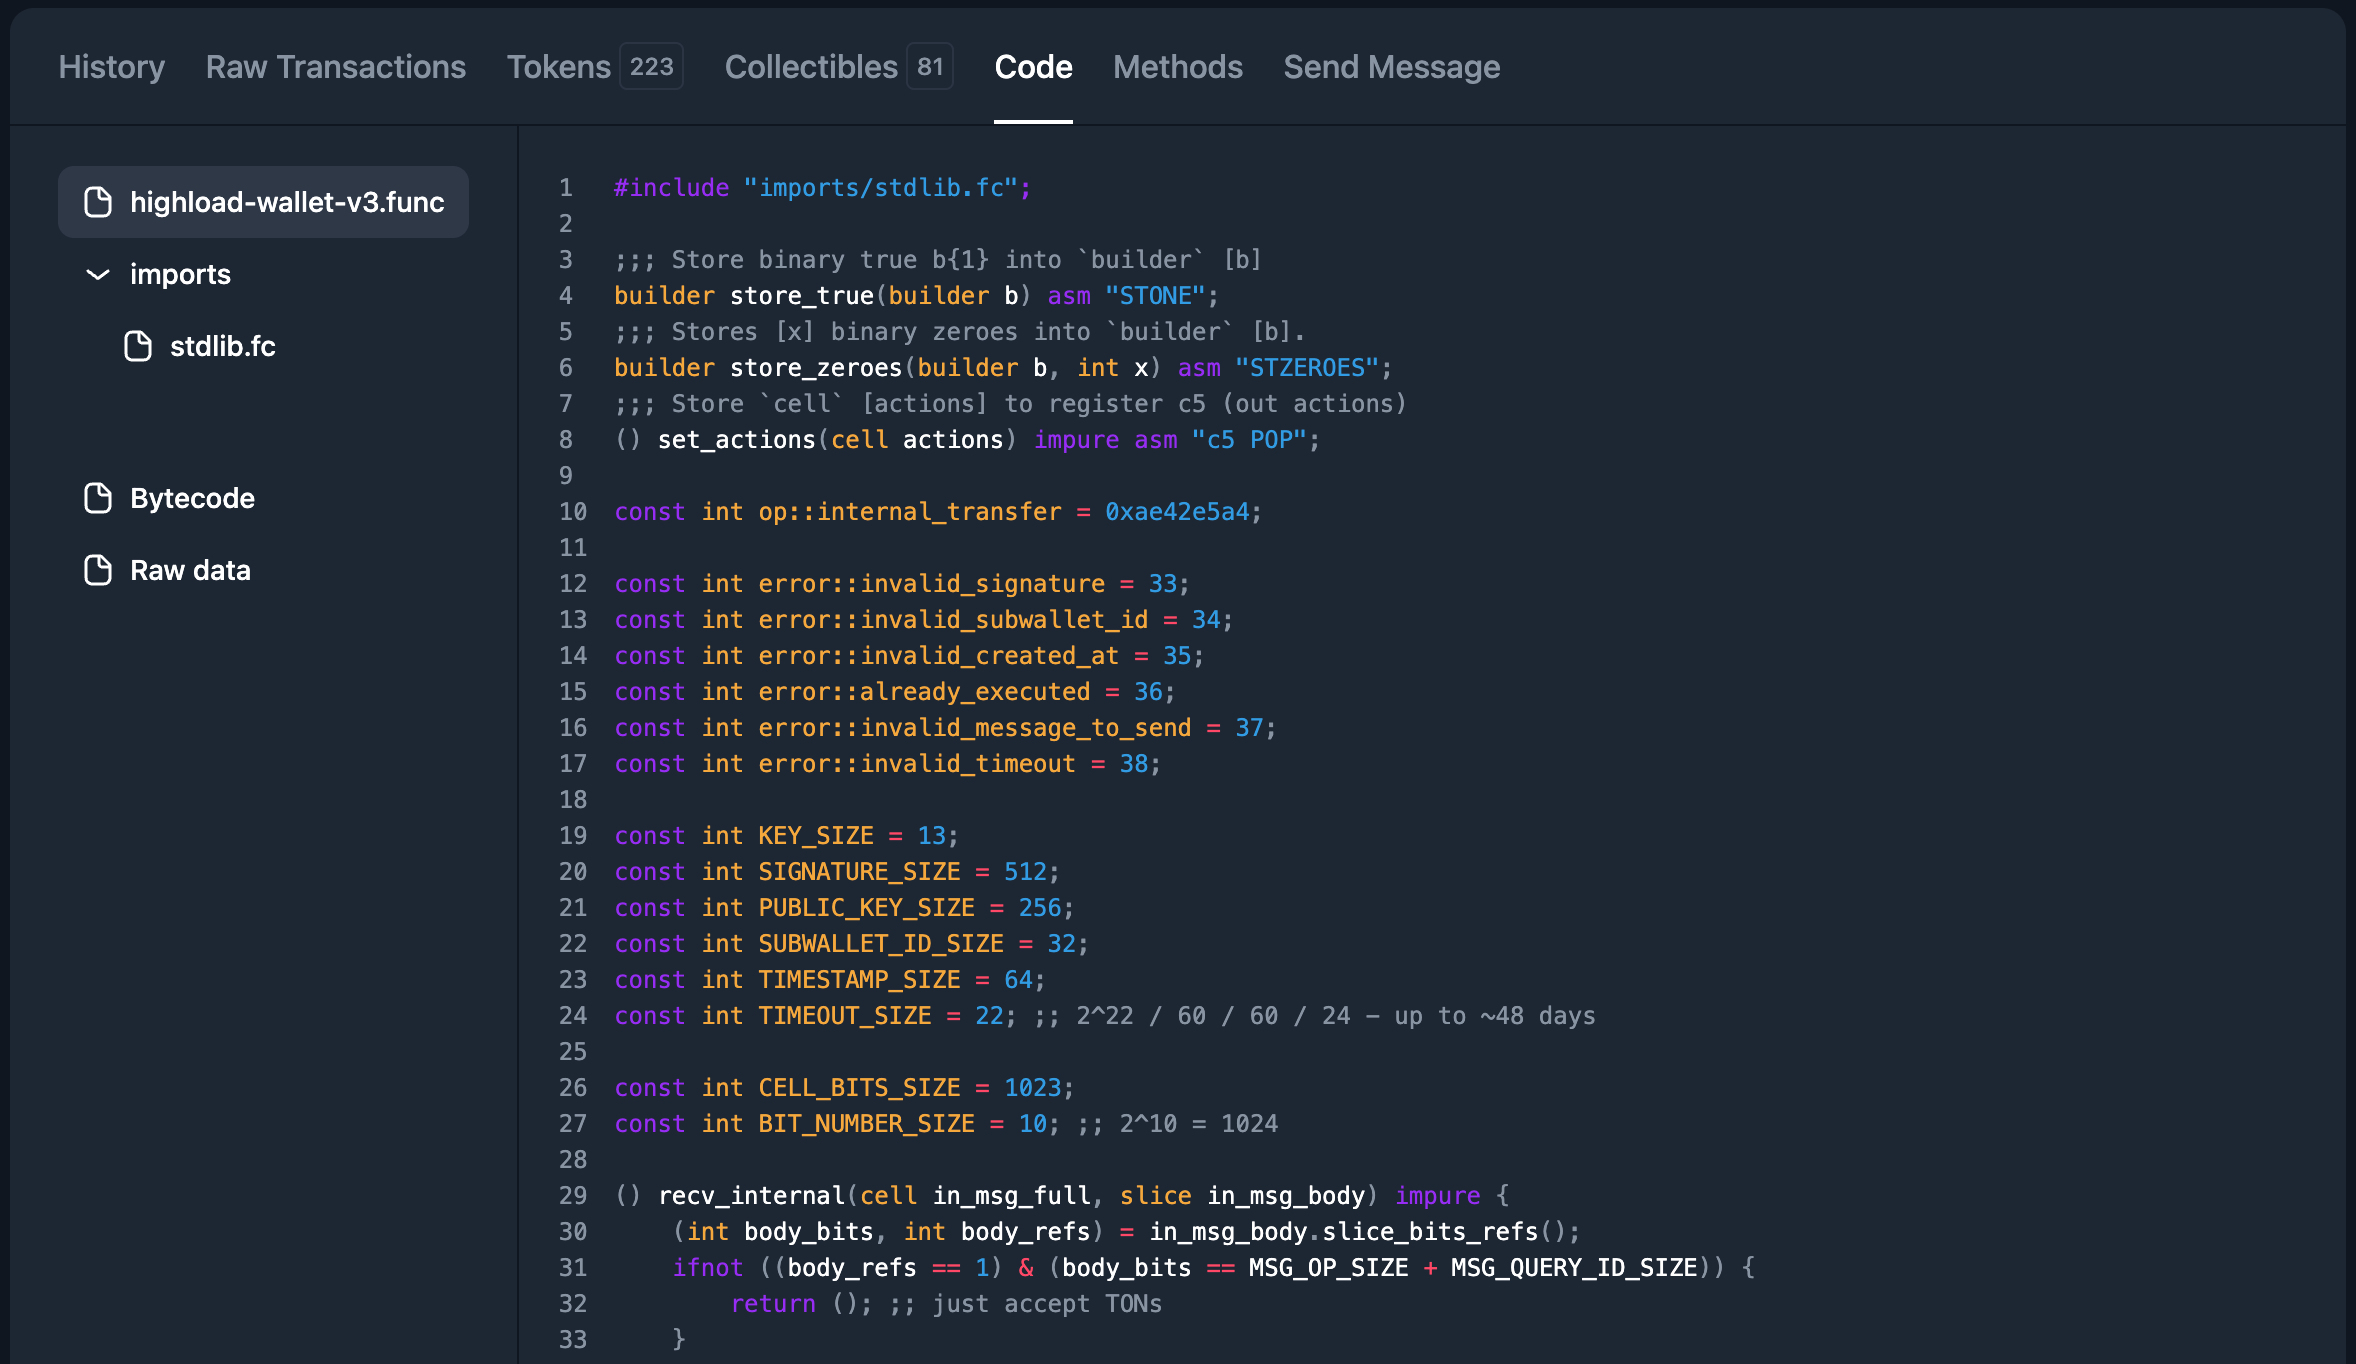 History Raw Transactions Tokens 223 Collectibles 81 Code Methods Send Message
highload-wallet-v3.func
imports
stdlib.fc
Bytecode
Raw data
1 #include "imports/stdlib.fc";
2
3 ;;; Store binary true b{1} into `builder` [b]
4 builder store_true(builder b) asm "STONE";
5 ;;; Stores [x] binary zeroes into `builder` [b].
6 builder store_zeroes(builder b, int x) asm "STZEROES";
7 ;;; Store `cell` [actions] to register c5 (out actions)
8 () set_actions(cell actions) impure asm "c5 POP";
9
10 const int op::internal_transfer = 0xae42e5a4;
11
12 const int error::invalid_signature = 33;
13 const int error::invalid_subwallet_id = 34;
14 const int error::invalid_created_at = 35;
15 const int error::already_executed = 36;
16 const int error::invalid_message_to_send = 37;
17 const int error::invalid_timeout = 38;
18
19 const int KEY_SIZE = 13;
20 const int SIGNATURE_SIZE = 512;
21 const int PUBLIC_KEY_SIZE = 256;
22 const int SUBWALLET_ID_SIZE = 32;
23 const int TIMESTAMP_SIZE = 64;
24 const int TIMEOUT_SIZE = 22; ;; 2^22 / 60 / 60 / 24 - up to ~48 days
25
26 const int CELL_BITS_SIZE = 1023;
27 const int BIT_NUMBER_SIZE = 10; ;; 2^10 = 1024
28
29 () recv_internal(cell in_msg_full, slice in_msg_body) impure {
30     (int body_bits, int body_refs) = in_msg_body.slice_bits_refs();
31     ifnot ((body_refs == 1) & (body_bits == MSG_OP_SIZE + MSG_QUERY_ID_SIZE)) {
32         return (); ;; just accept TONs
33     }